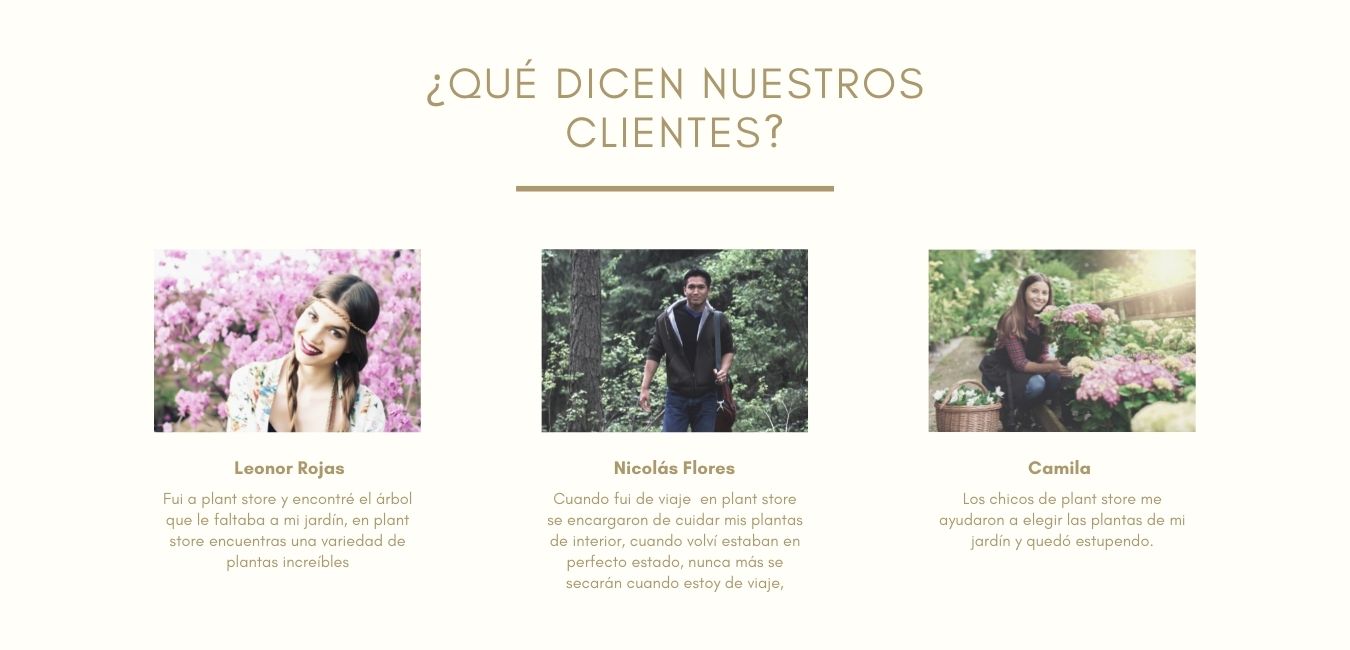 ¿QUÉ DICEN NUESTROS
CLIENTES?
Leonor Rojas
Fui a plant store y encontré el árbol
que le faltaba a mi jardín, en plant
store encuentras una variedad de
plantas increíbles
Nicolás Flores
Cuando fui de viaje  en plant store
se encargaron de cuidar mis plantas
de interior, cuando volví estaban en
perfecto estado, nunca más se
secarán cuando estoy de viaje,
Camila
Los chicos de plant store me
ayudaron a elegir las plantas de mi
jardín y quedó estupendo.